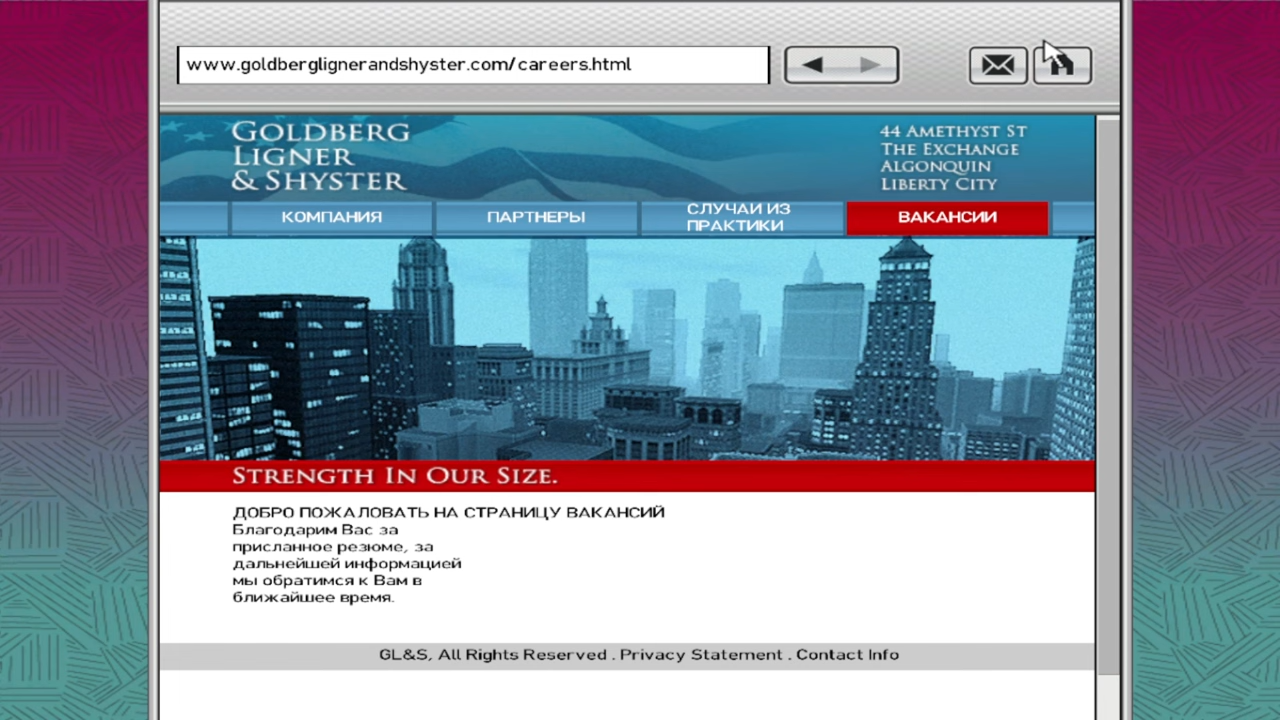 www.goldberglignerandshyster.com/careers.html
GOLDBERG
LIGNER
& SHYSTER
44 AMETHYST ST
THE EXCHANGE
ALGONQUIN
LIBERTY CITY
КОМПАНИЯ
ПАРТНЕРЫ
СЛУЧАИ ИЗ
ПРАКТИКИ
ВАКАНСИИ
STRENGTH IN OUR SIZE.
ДОБРО ПОЖАЛОВАТЬ НА СТРАНИЦУ ВАКАНСИЙ
Благодарим Вас за
присланное резюме, за
дальнейшей информацией
мы обратимся к Вам в
ближайшее время.
GL&S, All Rights Reserved . Privacy Statement . Contact Info